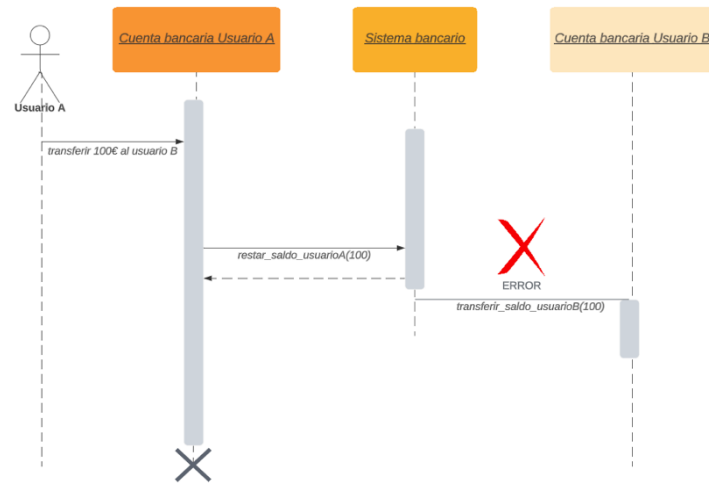 Cuenta bancaria Usuario A
Sistema bancario
Cuenta bancaria Usuario B
Usuario A
transferir 100€ al usuario B
restar_saldo_usuarioA(100)
ERROR
transferir_saldo_usuarioB(100)